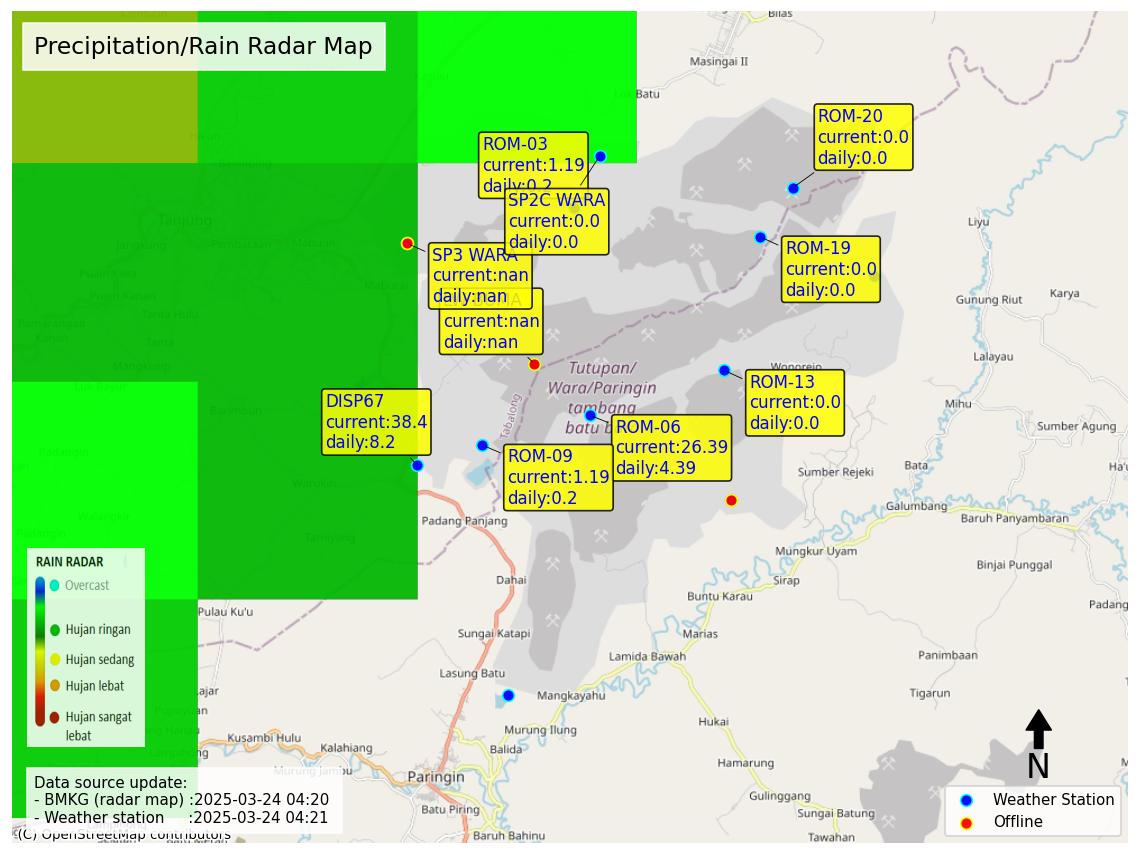 Precipitation/Rain Radar Map
Bilas
Masingai II
Batu
ROM-20
current:0.0
daily:0.0
ROM-03
current:1.19
daily:0.2
SP2C WARA
current:0.0
daily:0.0
Tanjung
SP3 WARA
current:nan
daily:nan
current:nan
daily:nan
ROM-19
current:0.0
daily:0.0
Liyu
Gunung Riut
Karya
Lalayau
Mihu
Tutupan/
Wara/Paringin
tambang
batu b
Wonorejo
ROM-13
current:0.0
daily:0.0
DISP67
current:38.4
daily:8.2
Tabalong
ROM-06
current:26.39
daily:4.39
ROM-09
current:1.19
daily:0.2
Sumber Agung
Sumber Rejeki
Bata
Galumbang
Baruh Panyambaran
Padang Panjang
Mungkur Uyam
Binjai Punggal
Dahai
Sirap
Buntu Karau
Padang
Pulau Ku'u
Sungai Katapi
Marias
Lamida Bawah
Panimbaan
Lasung Batu
Mangkayahu
Tigarun
RAIN RADAR
Overcast
Hujan ringan
Hujan sedang
Hujan lebat
Hujan sangat
lebat
Hukai
Murung Ilung
Kusambi Hulu
Kalahiang
Balida
Hamarung
Murung Jambu
Paringin
Gulinggang
Batu Piring
Sungai Batung
Baruh Bahinu
Tawahan
N
Data source update:
- BMKG (radar map) :2025-03-24 04:20
- Weather station :2025-03-24 04:21
(C) OpenStreetMap contributors
Weather Station
Offline